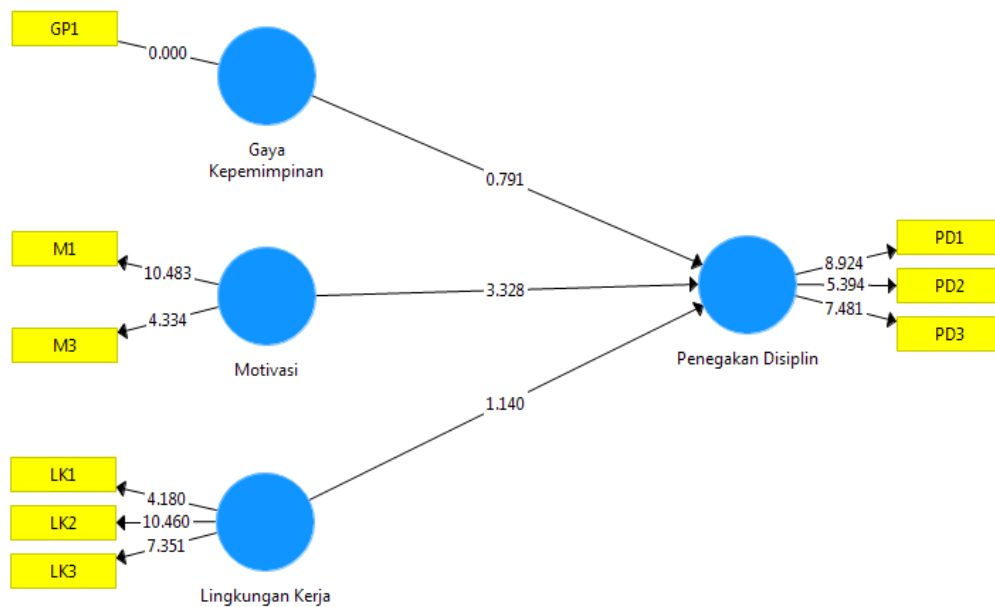 GP1
0.000
Gaya
Kepemimpinan
0.791
M1
10.483
M3
4.334
Motivasi
3.328
LK1
4.180
LK2
10.460
LK3
7.351
Lingkungan Kerja
1.140
Penegakan Disiplin
8.924
PD1
5.394
PD2
7.481
PD3